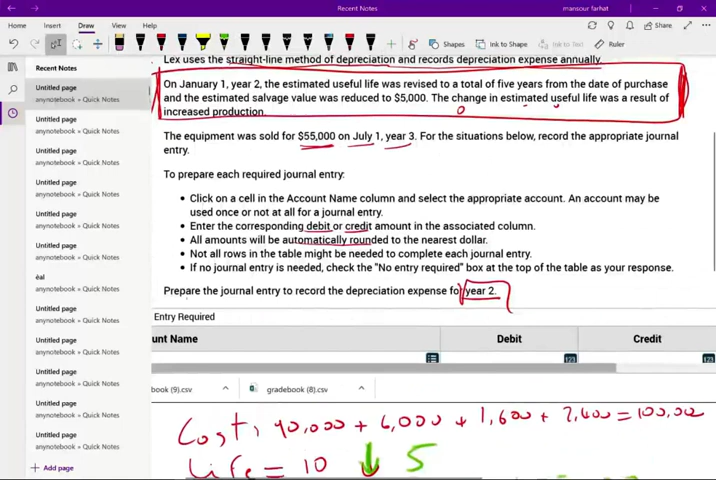 Recent Notes
mansour farhat
Home Insert Draw View Help Share
Shapes Ink to Shape Ink to Text Ruler
Recent Notes
Untitled page
anynotebook » Quick Notes
Untitled page
anynotebook » Quick Notes
Untitled page
anynotebook » Quick Notes
Untitled page
anynotebook » Quick Notes
Untitled page
anynotebook » Quick Notes
Untitled page
anynotebook » Quick Notes
éal
anynotebook » Quick Notes
Untitled page
anynotebook » Quick Notes
Untitled page
anynotebook » Quick Notes
Untitled page
anynotebook » Quick Notes
Untitled page
anynotebook » Quick Notes
Untitled page
anynotebook » Quick Notes
Add page
Lex uses the straight-line method of depreciation and records depreciation expense annually.
On January 1, year 2, the estimated useful life was revised to a total of five years from the date of purchase
and the estimated salvage value was reduced to $5,000. The change in estimated useful life was a result of
increased production.
The equipment was sold for $55,000 on July 1, year 3. For the situations below, record the appropriate journal
entry.
To prepare each required journal entry:
• Click on a cell in the Account Name column and select the appropriate account. An account may be
used once or not at all for a journal entry.
• Enter the corresponding debit or credit amount in the associated column.
• All amounts will be automatically rounded to the nearest dollar.
• Not all rows in the table might be needed to complete each journal entry.
• If no journal entry is needed, check the "No entry required" box at the top of the table as your response.
Prepare the journal entry to record the depreciation expense for year 2.
Entry Required
unt Name Debit Credit
book (9).csv gradebook (8).csv
Cost, 90,000 + 6,000 + 1,600 + 2,400 = 100,00
Life = 10 ↓ 5